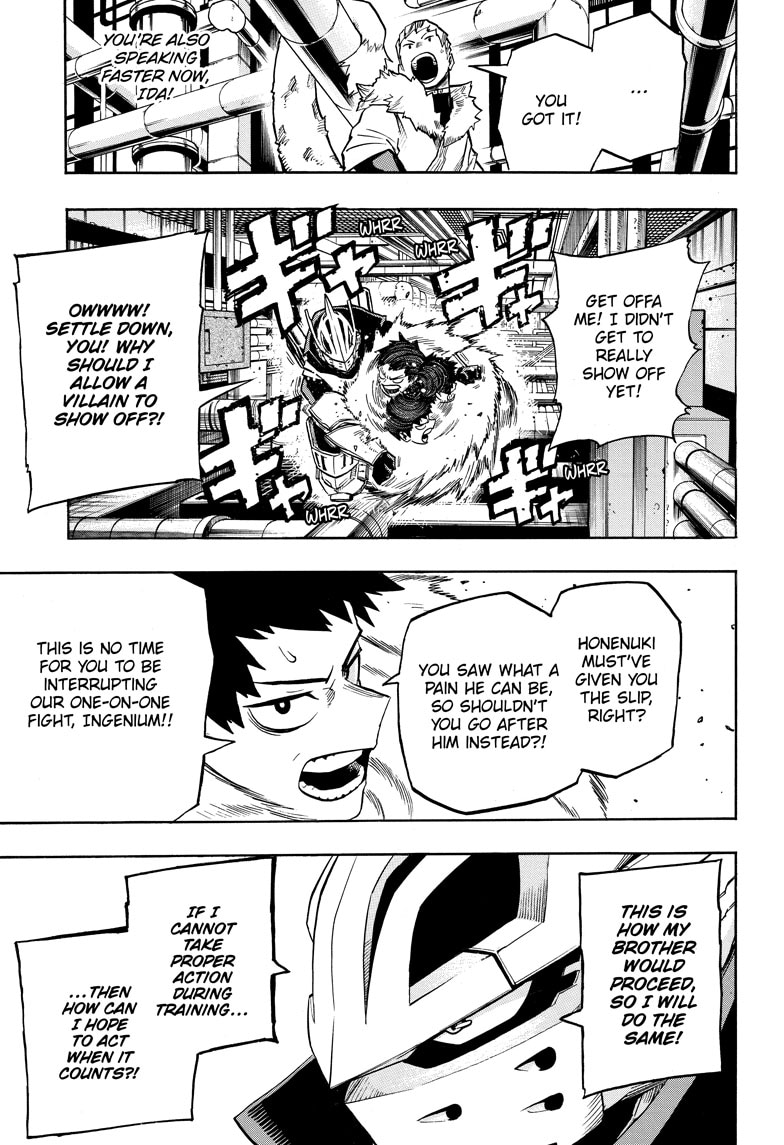 ...
YOU
GOT IT!
YOU'RE ALSO
SPEAKING
FASTER NOW,
IDA!
GET OFFA
ME! I DIDN'T
GET TO
REALLY
SHOW OFF
YET!
ギャ
WHRR
ギャ
WHRR
ギャ
WHRR
ギャ
WHRR
OWWWW!
SETTLE DOWN,
YOU! WHY
SHOULD I
ALLOW A
VILLAIN TO
SHOW OFF?!
HONENUKI
MUST'VE
GIVEN YOU
THE SLIP,
RIGHT?
YOU SAW WHAT A
PAIN HE CAN BE,
SO SHOULDN'T
YOU GO AFTER
HIM INSTEAD?!
THIS IS NO TIME
FOR YOU TO BE
INTERRUPTING
OUR ONE-ON-ONE
FIGHT, INGENIUM!!
THIS IS
HOW MY
BROTHER
WOULD
PROCEED,
SO I WILL
DO THE
SAME!
IF I
CANNOT
TAKE
PROPER
ACTION
DURING
TRAINING...
...THEN
HOW CAN
I HOPE
TO ACT
WHEN IT
COUNTS?!